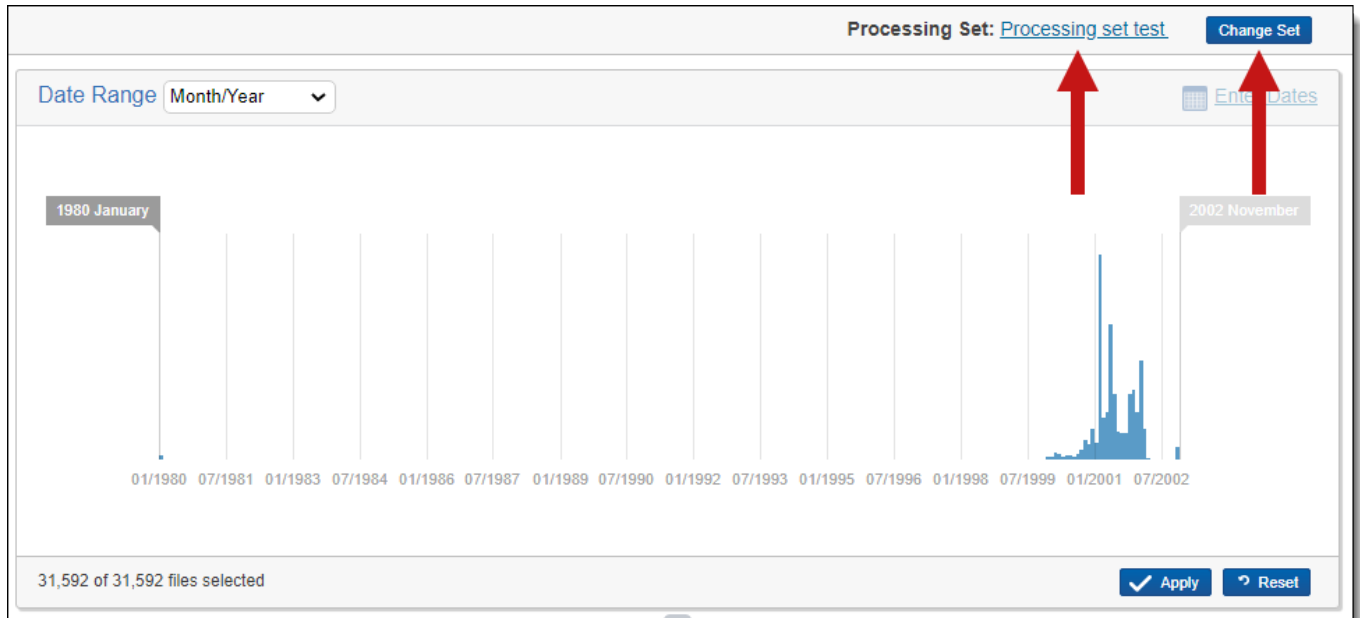 Processing Set: Processing set test Change Set
Date Range Month/Year Enter Dates
1980 January 2002 November
01/1980 07/1981 01/1983 07/1984 01/1986 07/1987 01/1989 07/1990 01/1992 07/1993 01/1995 07/1996 01/1998 07/1999 01/2001 07/2002
31,592 of 31,592 files selected Apply Reset